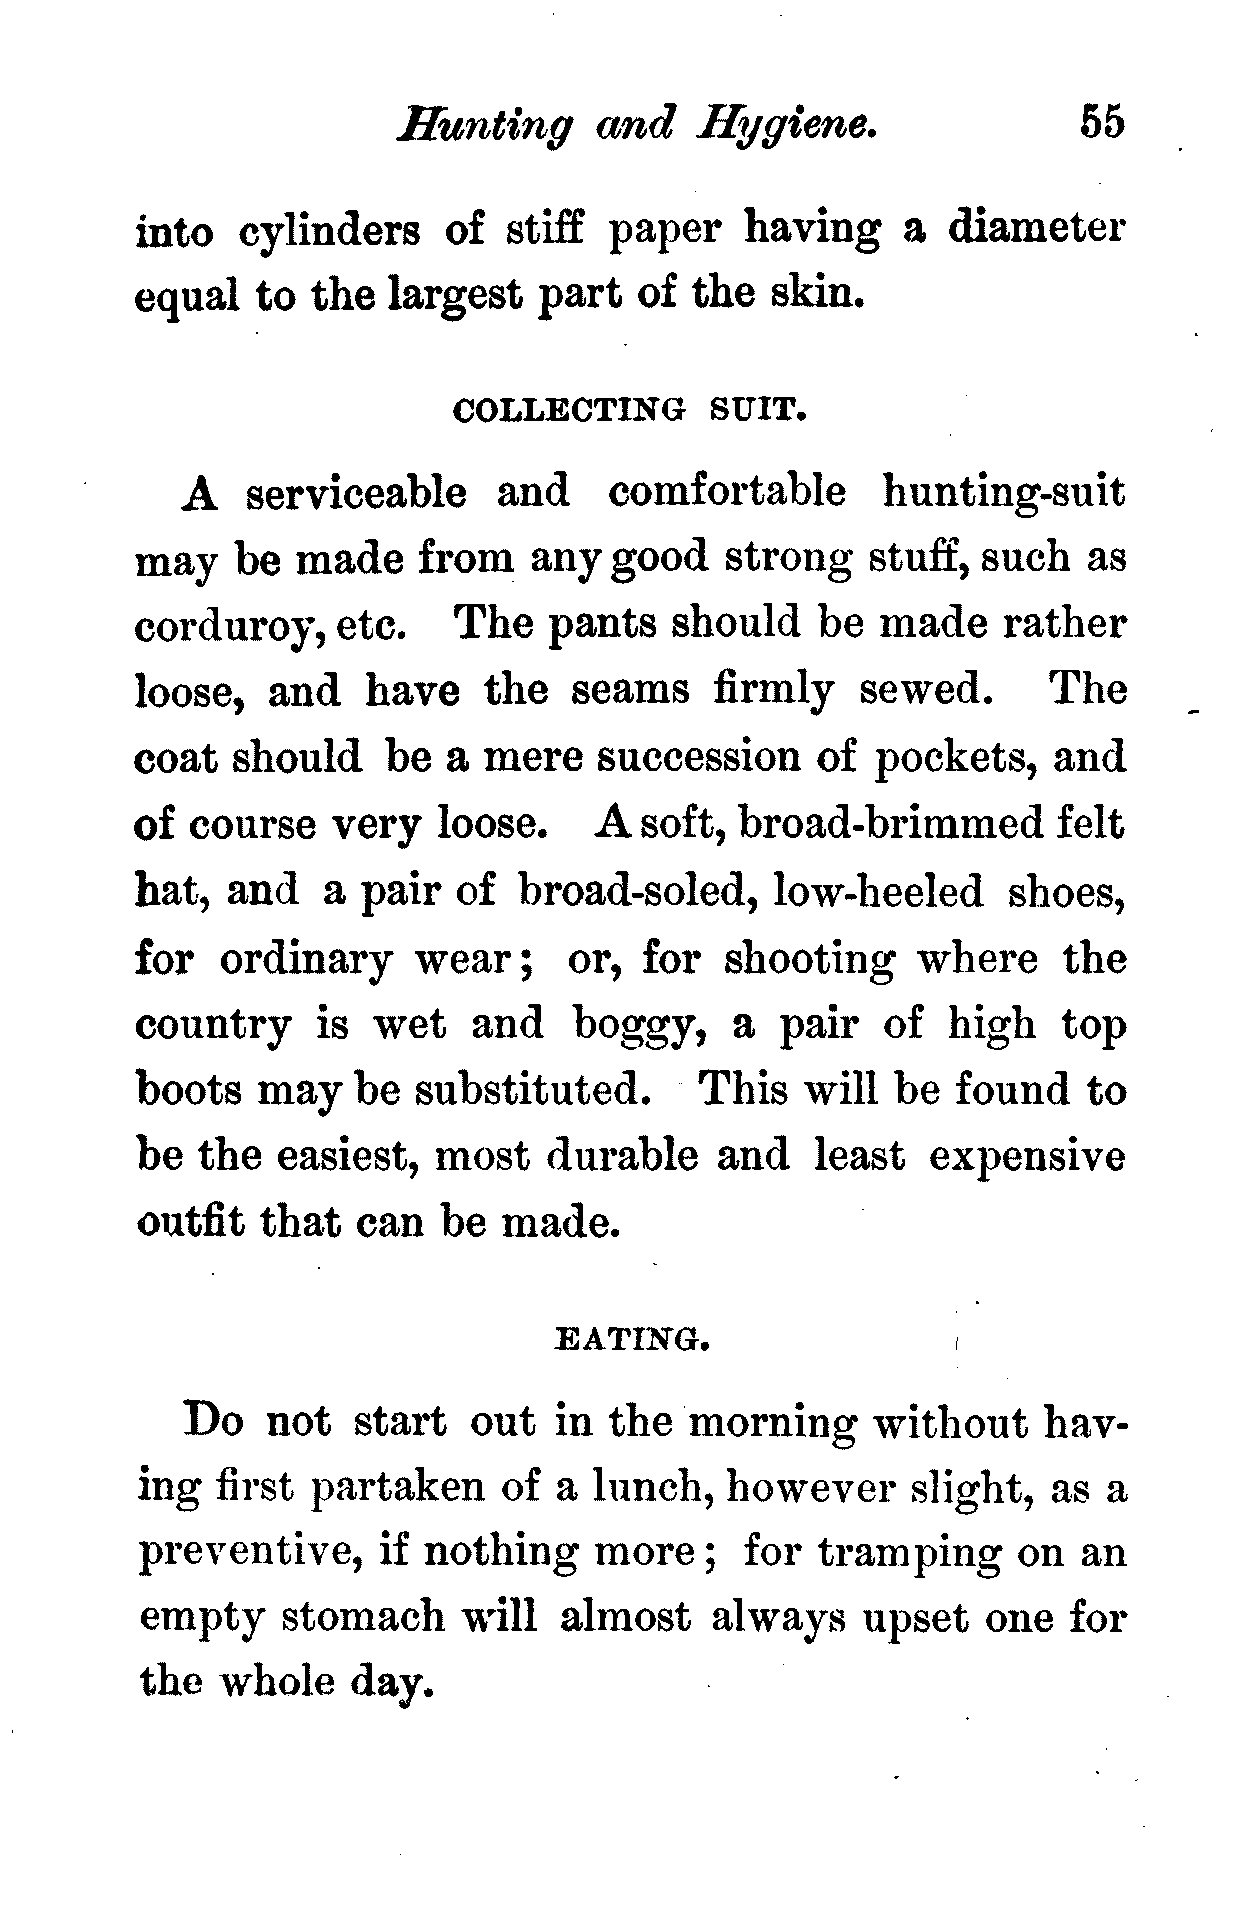 Hunting and Hygiene. 55
into cylinders of stiff paper having a diameter
equal to the largest part of the skin.
COLLECTING SUIT.
A serviceable and comfortable hunting-suit
may be made from any good strong stuff, such as
corduroy, etc. The pants should be made rather
loose, and have the seams firmly sewed. The
coat should be a mere succession of pockets, and
of course very loose. A soft, broad-brimmed felt
hat, and a pair of broad-soled, low-heeled shoes,
for ordinary wear; or, for shooting where the
country is wet and boggy, a pair of high top
boots may be substituted. This will be found to
be the easiest, most durable and least expensive
outfit that can be made.
EATING.
Do not start out in the morning without hav-
ing first partaken of a lunch, however slight, as a
preventive, if nothing more; for tramping on an
empty stomach will almost always upset one for
the whole day.